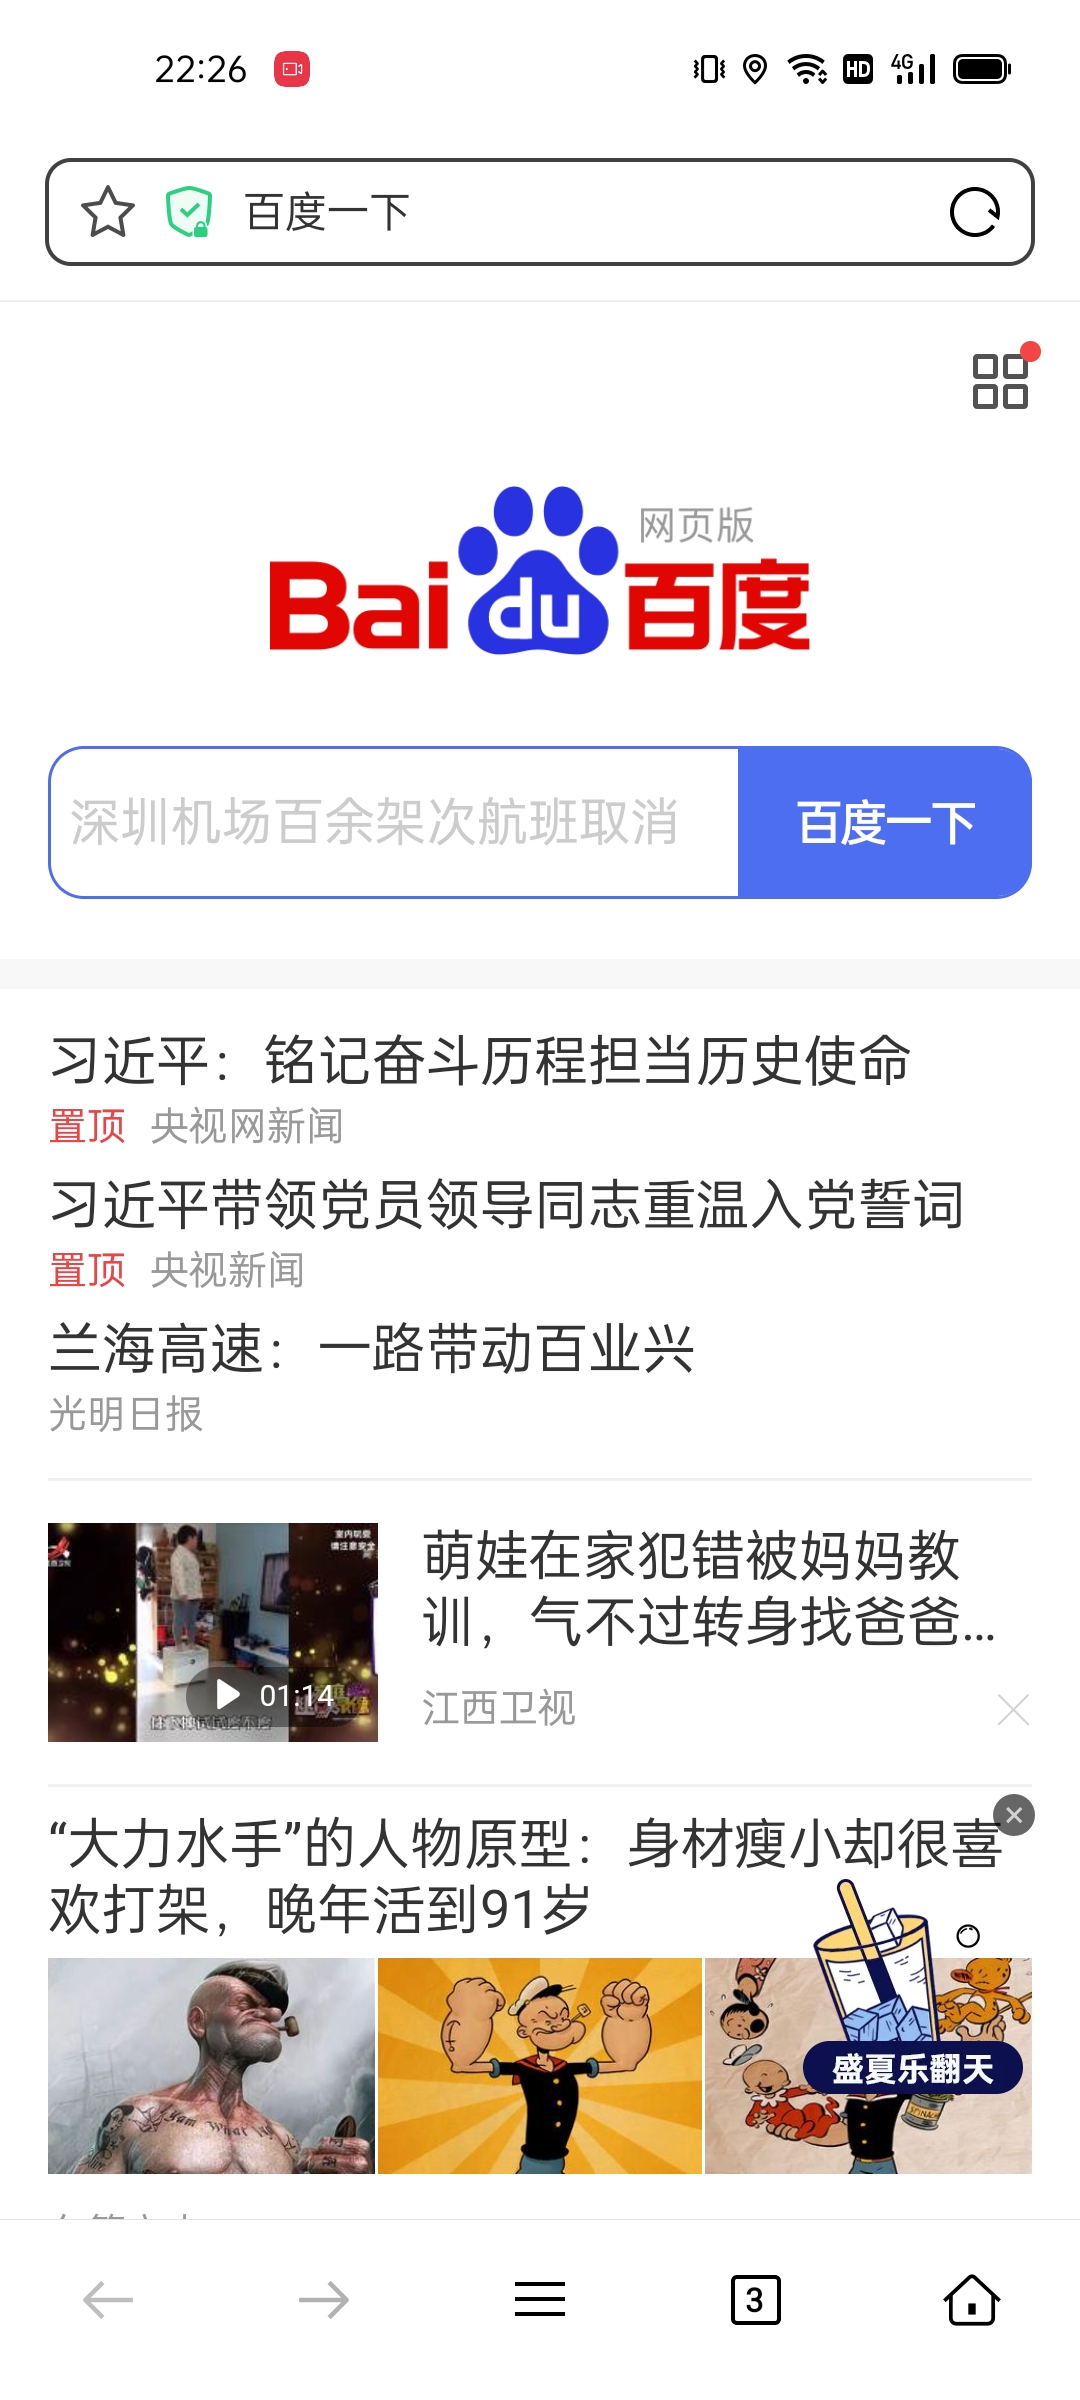 22:26
HD
4G
百度一下
网页版
Bai du 百度
深圳机场百余架次航班取消
百度一下
习近平：铭记奋斗历程担当历史使命
置顶 央视网新闻
习近平带领党员领导同志重温入党誓词
置顶 央视新闻
兰海高速：一路带动百业兴
光明日报
萌娃在家犯错被妈妈教
训，气不过转身找爸爸...
01:14
江西卫视
“大力水手”的人物原型：身材瘦小却很喜
欢打架，晚年活到91岁
盛夏乐翻天
SPINACH
3